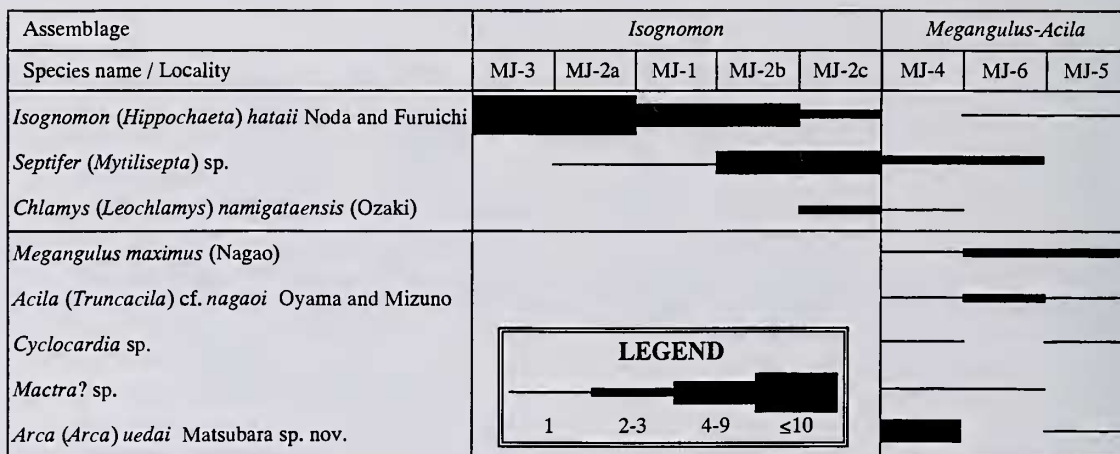 Assemblage Isognomon Megangulus-Acila
Species name / Locality MJ-3 MJ-2a MJ-1 MJ-2b MJ-2c MJ-4 MJ-6 MJ-5
Isognomon (Hippochaeta) hataii Noda and Furuichi
Septifer (Mytilisepta) sp.
Chlamys (Leochlamys) namigataensis (Ozaki)
Megangulus maximus (Nagao)
Acila (Truncacila) cf. nagaoi Oyama and Mizuno
Cyclocardia sp.
Mactra? sp.
Arca (Arca) uedai Matsubara sp. nov.
LEGEND
1 2-3 4-9 ≤10